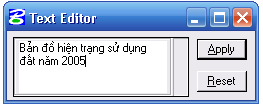 Text Editor
Bản đồ hiện trạng sử dụng
đất năm 2005
Apply
Reset